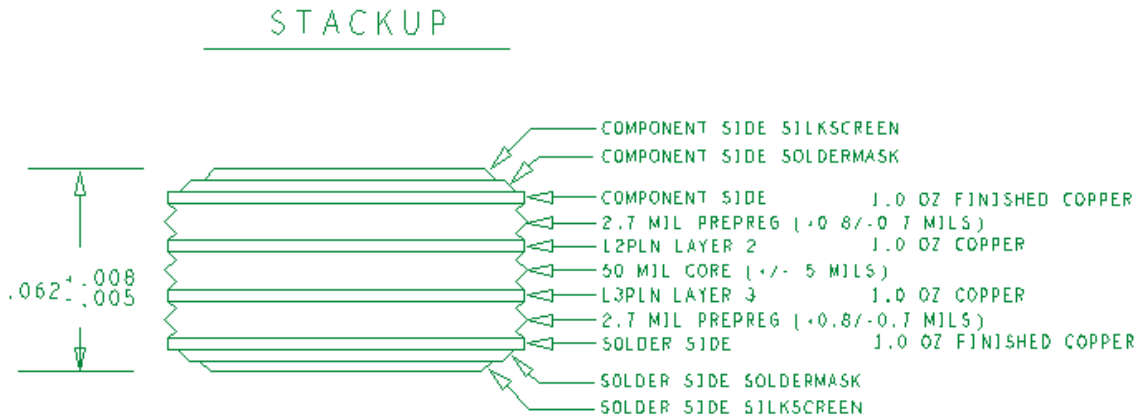 STACKUP
COMPONENT SIDE SILKSCREEN
COMPONENT SIDE SOLDERMASK
COMPONENT SIDE 1.0 OZ FINISHED COPPER
2.7 MIL PREPREG (+0.8/-0.7 MILS)
L2PLN LAYER 2 1.0 OZ COPPER
50 MIL CORE (+/- 5 MILS)
.062 +.008 -.005
L3PLN LAYER 3 1.0 OZ COPPER
2.7 MIL PREPREG (+0.8/-0.7 MILS)
SOLDER SIDE 1.0 OZ FINISHED COPPER
SOLDER SIDE SOLDERMASK
SOLDER SIDE SILKSCREEN